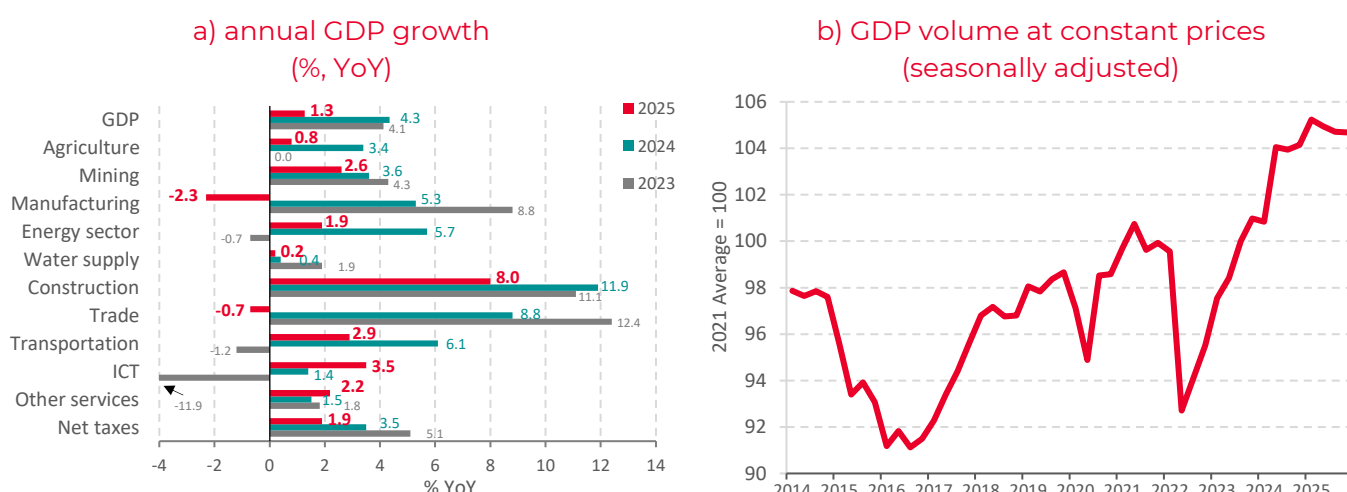 a) annual GDP growth
(%, YoY)
GDP
Agriculture
Mining
Manufacturing
Energy sector
Water supply
Construction
Trade
Transportation
ICT
Other services
Net taxes
1.3
4.3
4.1
0.8
3.4
0.0
2.6
3.6
4.3
-2.3
5.3
8.8
1.9
5.7
-0.7
0.2
0.4
1.9
8.0
11.9
11.1
-0.7
8.8
12.4
2.9
6.1
-1.2
3.5
1.4
-11.9
2.2
1.5
1.8
1.9
3.5
5.1
2025
2024
2023
-4 0 2 4 6 8 10 12 14
% YoY
b) GDP volume at constant prices
(seasonally adjusted)
2021 Average = 100
106
104
102
100
98
96
94
92
90
2014 2015 2016 2017 2018 2019 2020 2021 2022 2023 2024 2025